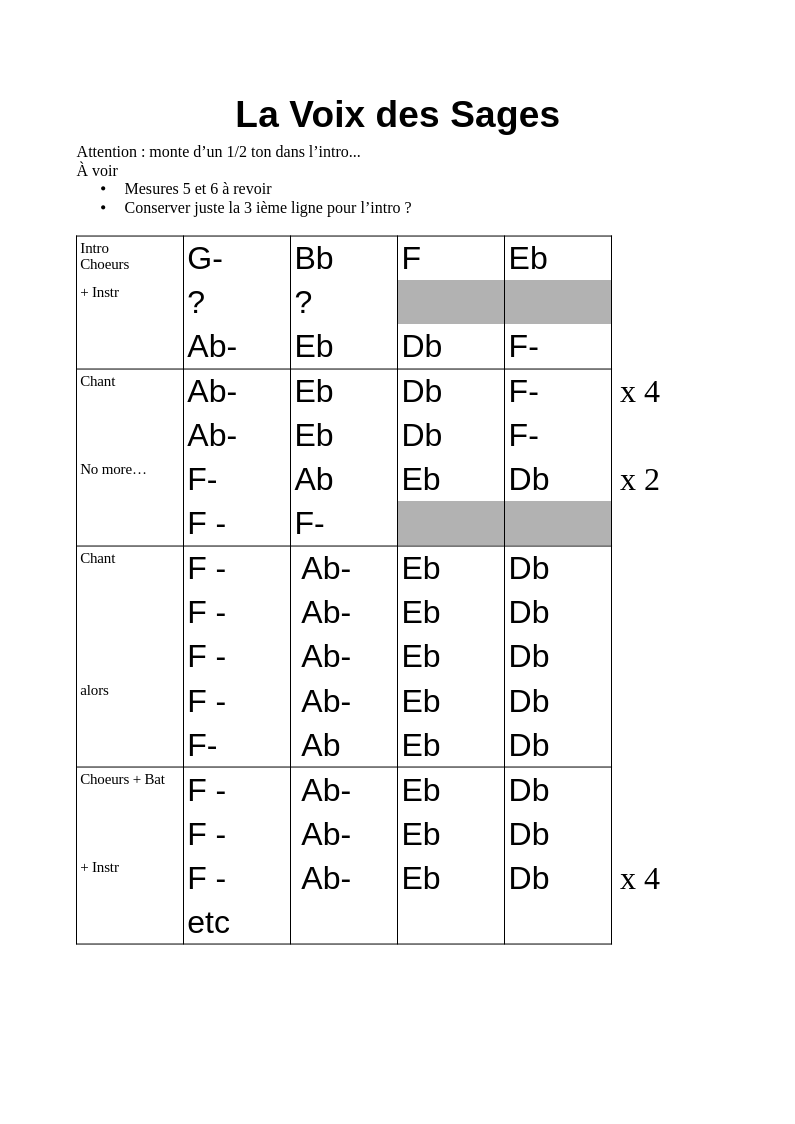 La Voix des Sages
Attention : monte d’un 1/2 ton dans l’intro...
À voir
• Mesures 5 et 6 à revoir
• Conserver juste la 3 ième ligne pour l’intro ?
Intro
Choeurs G- Bb F Eb
+ Instr ? ?
Ab- Eb Db F-
Chant Ab- Eb Db F- x 4
Ab- Eb Db F-
No more… F- Ab Eb Db x 2
F - F-
Chant F - Ab- Eb Db
F - Ab- Eb Db
F - Ab- Eb Db
alors F - Ab- Eb Db
F- Ab Eb Db
Choeurs + Bat F - Ab- Eb Db
F - Ab- Eb Db
+ Instr F - Ab- Eb Db x 4
etc